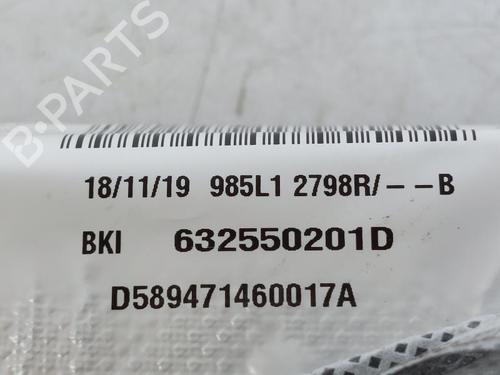 B-PARTS
18/11/19 985L1 2798R/--B
BKI 632550201D
D589471460017A